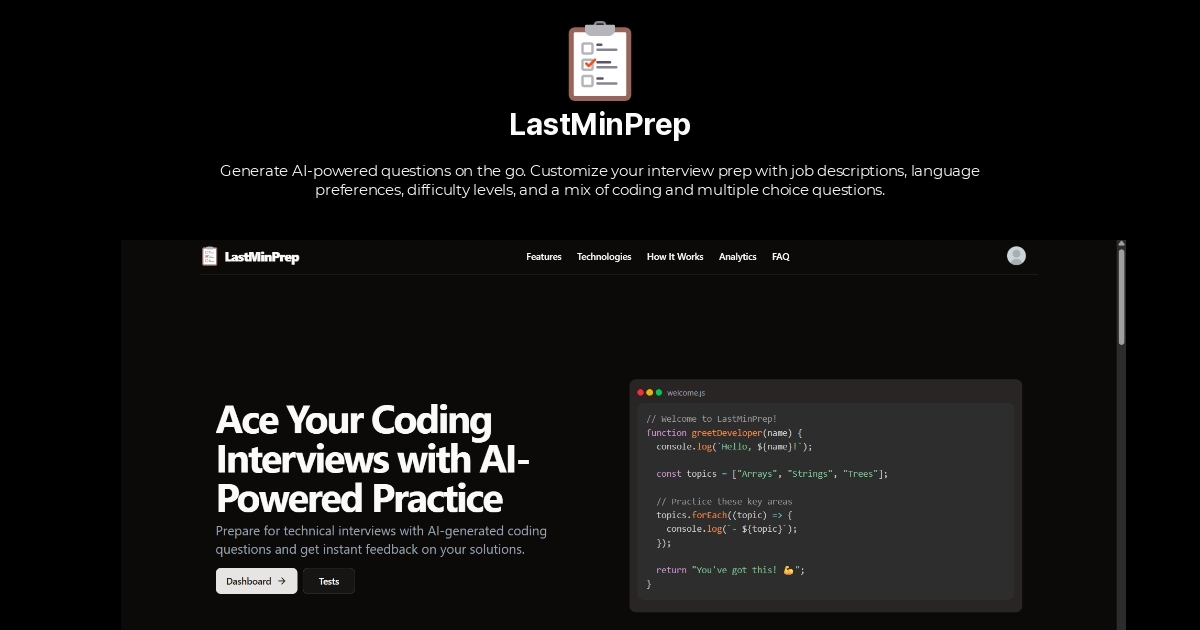 LastMinPrep
Generate AI-powered questions on the go. Customize your interview prep with job descriptions, language
preferences, difficulty levels, and a mix of coding and multiple choice questions.
LastMinPrep
Features Technologies How It Works Analytics FAQ
Ace Your Coding
Interviews with AI-
Powered Practice
Prepare for technical interviews with AI-generated coding
questions and get instant feedback on your solutions.
Dashboard → Tests
welcome.js
// Welcome to LastMinPrep!
function greetDeveloper(name) {
console.log(`Hello, ${name}!`);
const topics = ["Arrays", "Strings", "Trees"];
// Practice these key areas
topics.forEach((topic) => {
console.log(`- ${topic}`);
});
return "You've got this! 💪";
}